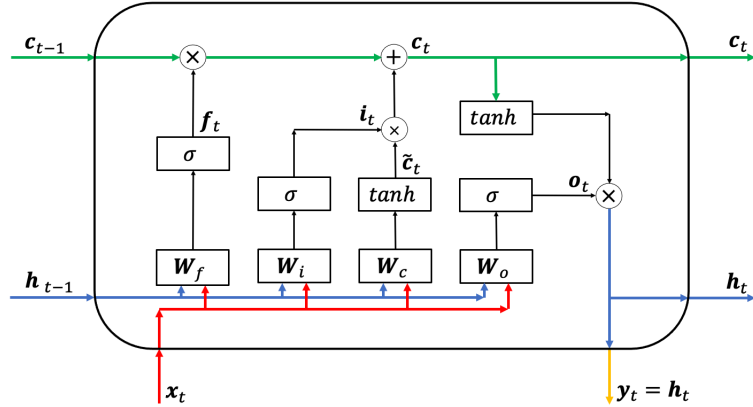 c_{t-1} × + c_t c_t
f_t i_t × tanh
σ c̃_t
σ tanh σ o_t ×
W_f W_i W_c W_o
h_{t-1} h_t
x_t y_t = h_t